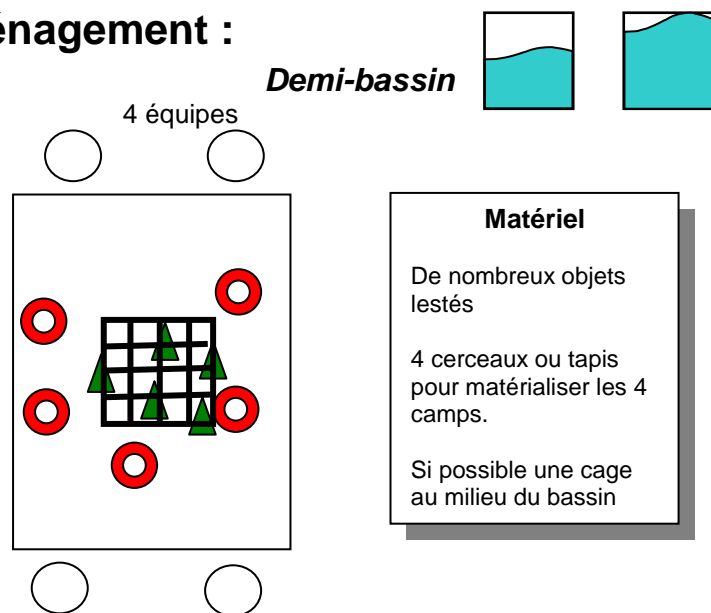 énagement :
Demi-bassin
4 équipes
Matériel
De nombreux objets
lestés
4 cerceaux ou tapis
pour matérialiser les 4
camps.
Si possible une cage
au milieu du bassin